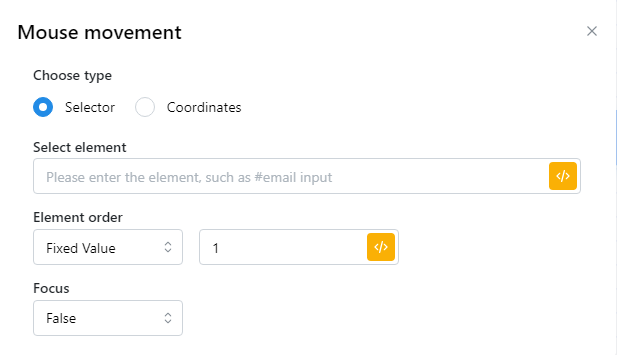 Mouse movement
Choose type
Selector Coordinates
Select element
Please enter the element, such as #email input </>
Element order
Fixed Value 1 </>
Focus
False